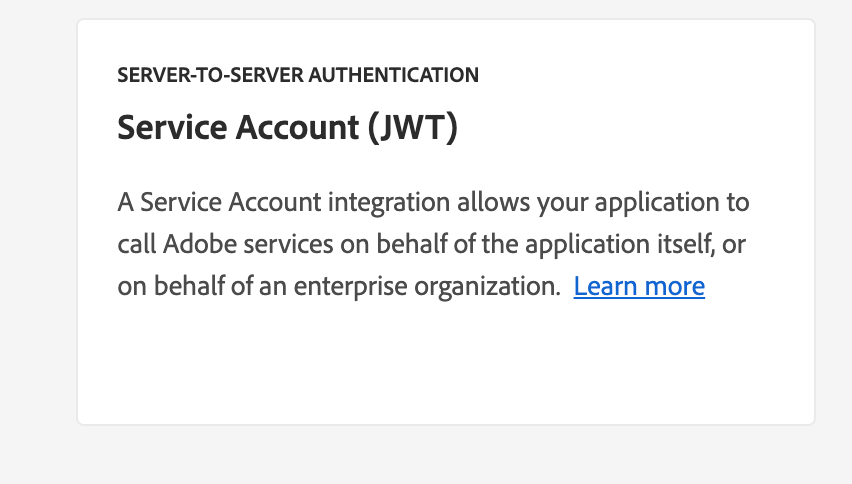 SERVER-TO-SERVER AUTHENTICATION
Service Account (JWT)
A Service Account integration allows your application to
call Adobe services on behalf of the application itself, or
on behalf of an enterprise organization. Learn more